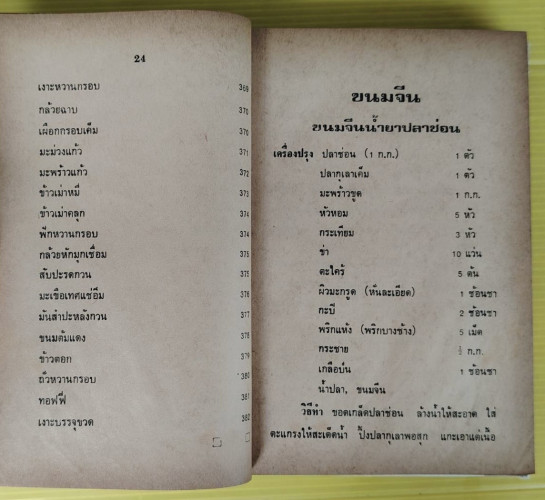 24
เงาะหวานกรอบ 369
กล้วยฉาบ 370
เผือกกรอบเค็ม 370
มะม่วงแก้ว 371
มะพร้าวแก้ว 372
ข้าวเม่าหมี่ 373
ข้าวเม่าคลุก 374
ฟักหวานกรอบ 374
กล้วยหักมุกเชื่อม 375
สับปะรดกวน 376
มะเขือเทศแช่อิ่ม 376
มันสำปะหลังกวน 377
ขนมต้มแดง 378
ข้าวตอก 379
ถั่วหวานกรอบ 380
ทอฟฟี่ 381
เงาะบรรจุขวด 382
ขนมจีน
ขนมจีนน้ำยาปลาช่อน
เครื่องปรุง ปลาช่อน (1 ก.ก.) 1 ตัว
ปลากุเลาเค็ม 1 ตัว
มะพร้าวขูด 1 ก.ก.
หัวหอม 5 หัว
กระเทียม 3 หัว
ข่า 10 แว่น
ตะไคร้ 5 ต้น
ผิวมะกรูด (หั่นละเอียด) 1 ช้อนชา
กะปิ 2 ช้อนชา
พริกแห้ง (พริกบางช้าง) 5 เม็ด
กระชาย ½ ก.ก.
เกลือป่น 1 ช้อนชา
น้ำปลา, ขนมจีน
วิธีทำ ขอดเกล็ดปลาช่อน ล้างน้ำให้สะอาด ใส่
ตะแกรงให้สะเด็ดน้ำ ปิ้งปลากุเลาพอสุก แกะเอาแต่เนื้อ